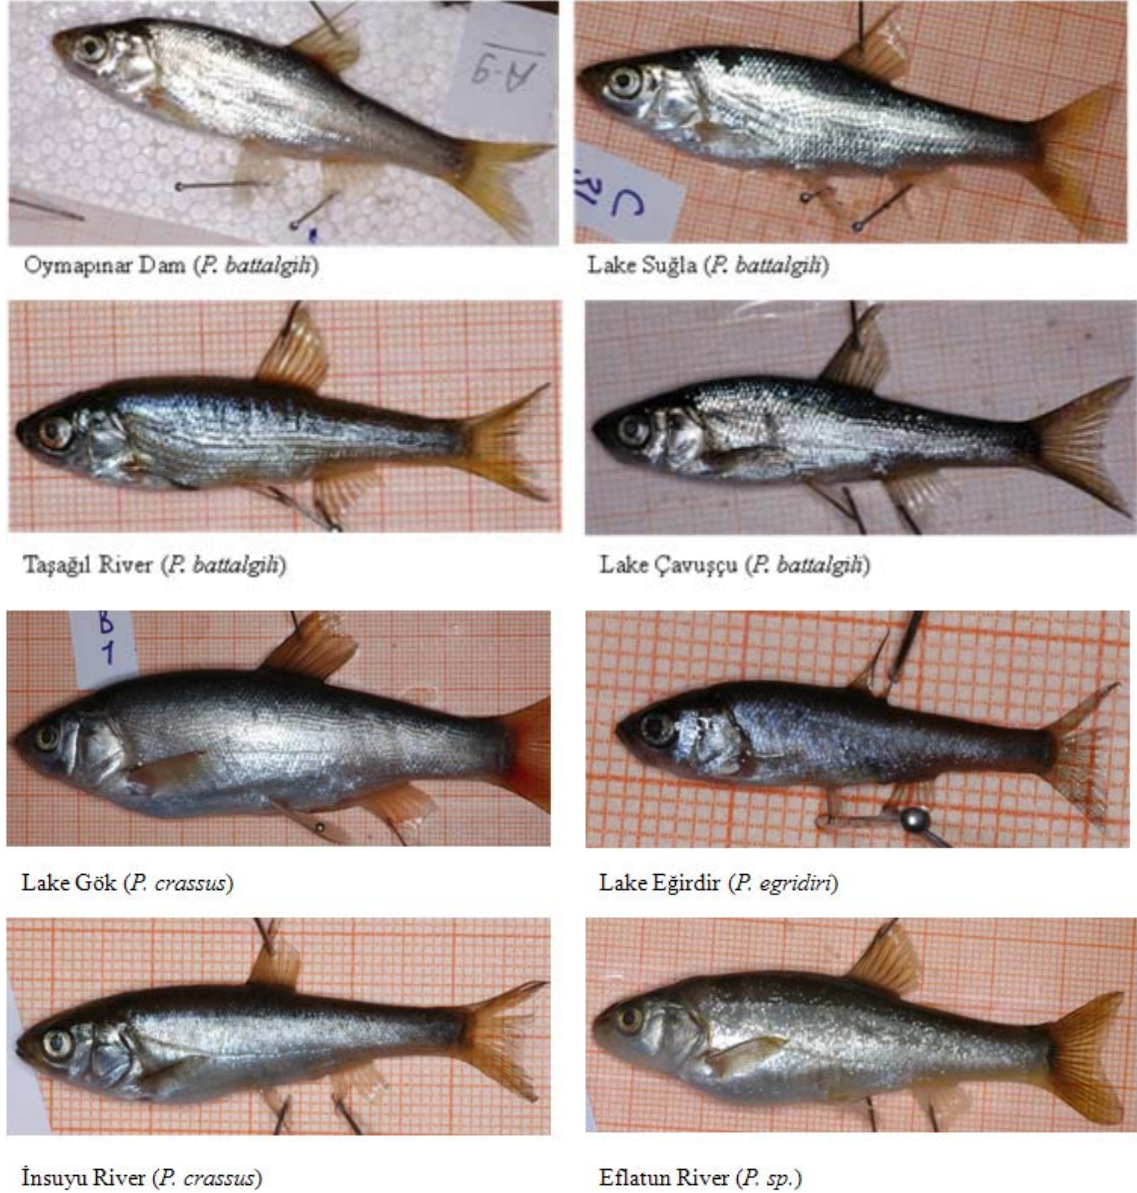 A-9
C 31
Oymapınar Dam (P. battalgili)
Lake Suğla (P. battalgili)
Taşağıl River (P. battalgili)
Lake Çavuşçu (P. battalgili)
B
1
Lake Gök (P. crassus)
Lake Eğirdir (P. egridiri)
İnsuyu River (P. crassus)
Eflatun River (P. sp.)